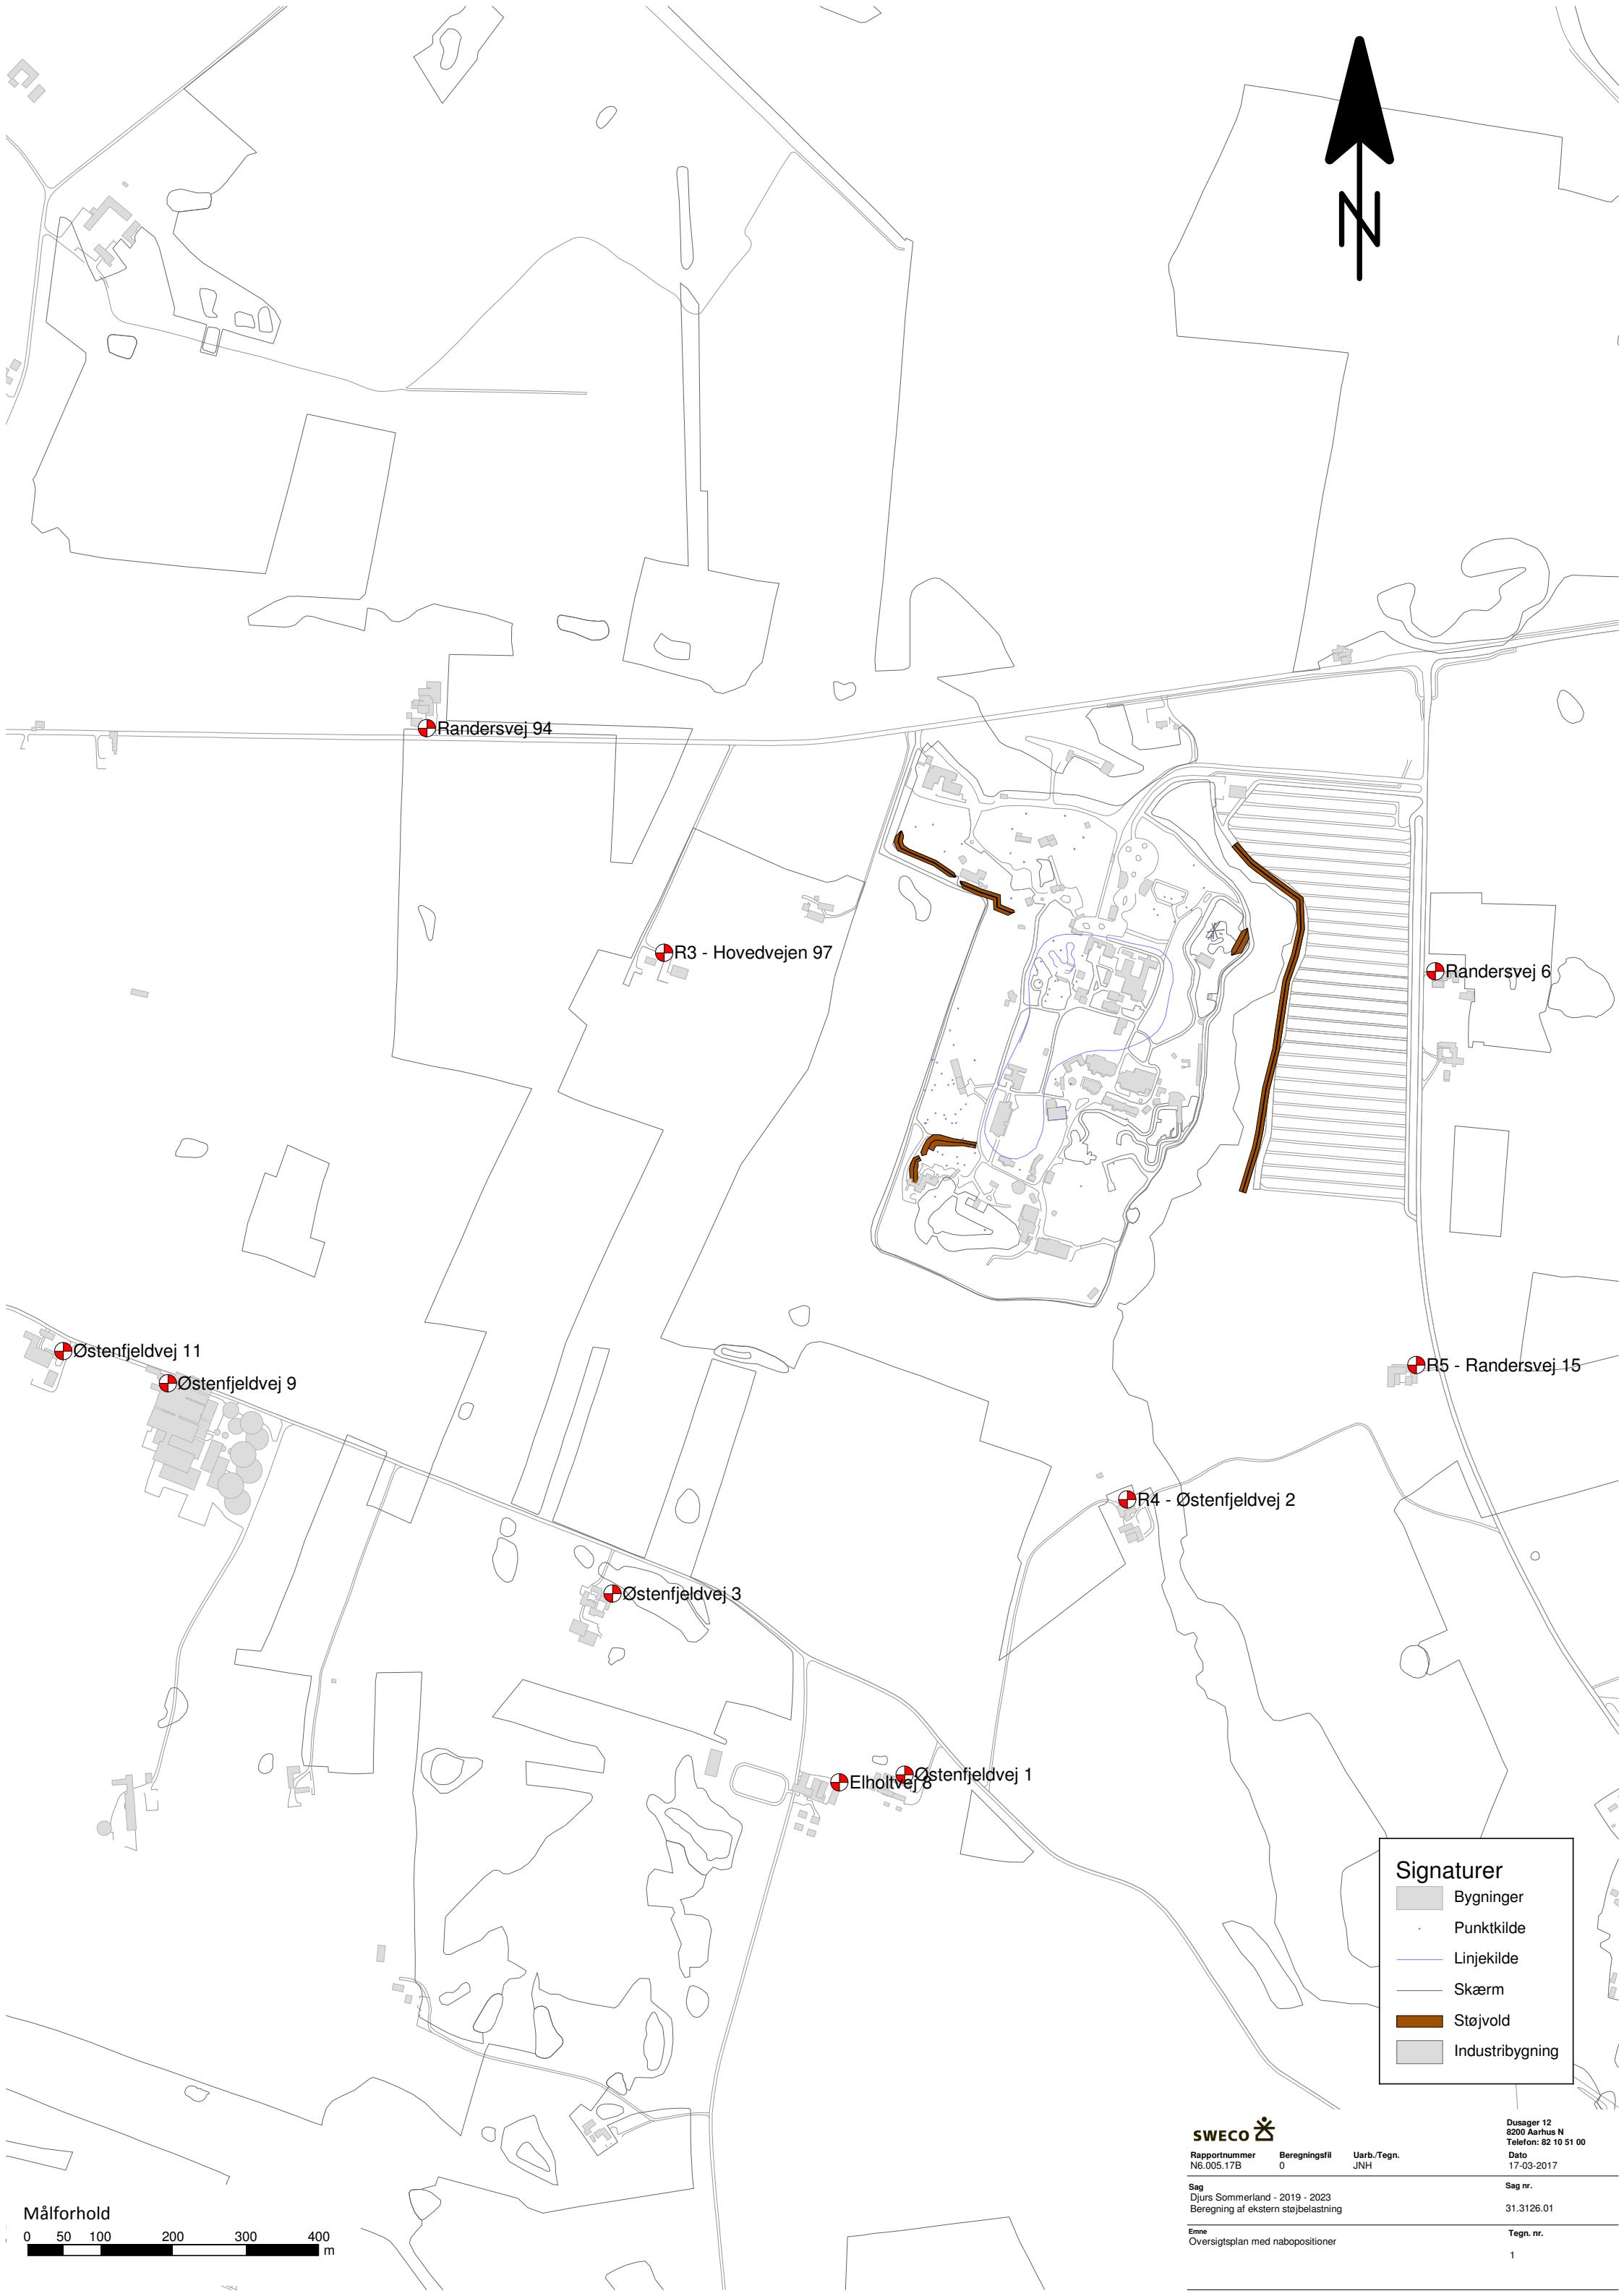 N
Randersvej 94
R3 - Hovedvejen 97
Randersvej 6
Østenfjeldvej 11
Østenfjeldvej 9
R5 - Randersvej 15
R4 - Østenfjeldvej 2
Østenfjeldvej 3
Østenfjeldvej 1
Elholtvej 8
Signaturer
Bygninger
Punktkilde
Linjekilde
Skærm
Støjvold
Industribygning
SWECO
Dusager 12
8200 Aarhus N
Telefon: 82 10 51 00
Rapportnummer Beregningsfil Uarb./Tegn. Dato
N6.005.17B 0 JNH 17-03-2017
Sag Sag nr.
Djurs Sommerland - 2019 - 2023
Beregning af ekstern støjbelastning 31.3126.01
Emne Tegn. nr.
Oversigtsplan med nabopositioner
1
Målforhold
0 50 100 200 300 400
m